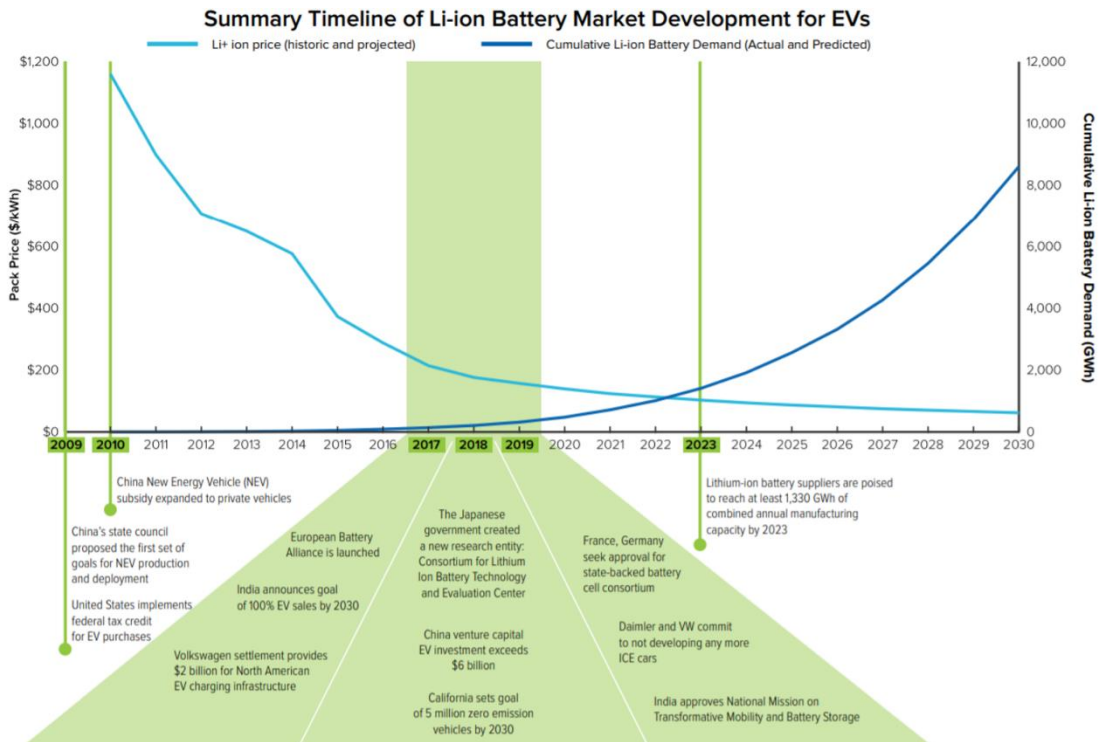 Summary Timeline of Li-ion Battery Market Development for EVs
Li+ ion price (historic and projected)
Cumulative Li-ion Battery Demand (Actual and Predicted)
Pack Price ($/kWh)
$1,200
$1,000
$800
$600
$400
$200
$0
12,000
10,000
8,000
6,000
4,000
2,000
0
Cumulative Li-ion Battery Demand (GWh)
2009
2010
2011
2012
2013
2014
2015
2016
2017
2018
2019
2020
2021
2022
2023
2024
2025
2026
2027
2028
2029
2030
China New Energy Vehicle (NEV)
subsidy expanded to private vehicles
China's state council
proposed the first set of
goals for NEV production
and deployment
United States implements
federal tax credit
for EV purchases
European Battery
Alliance is launched
India announces goal
of 100% EV sales by 2030
Volkswagen settlement provides
$2 billion for North American
EV charging infrastructure
The Japanese
government created
a new research entity:
Consortium for Lithium
Ion Battery Technology
and Evaluation Center
China venture capital
EV investment exceeds
$6 billion
California sets goal
of 5 million zero emission
vehicles by 2030
France, Germany
seek approval for
state-backed battery
cell consortium
Daimler and VW commit
to not developing any more
ICE cars
India approves National Mission on
Transformative Mobility and Battery Storage
Lithium-ion battery suppliers are poised
to reach at least 1,330 GWh of
combined annual manufacturing
capacity by 2023